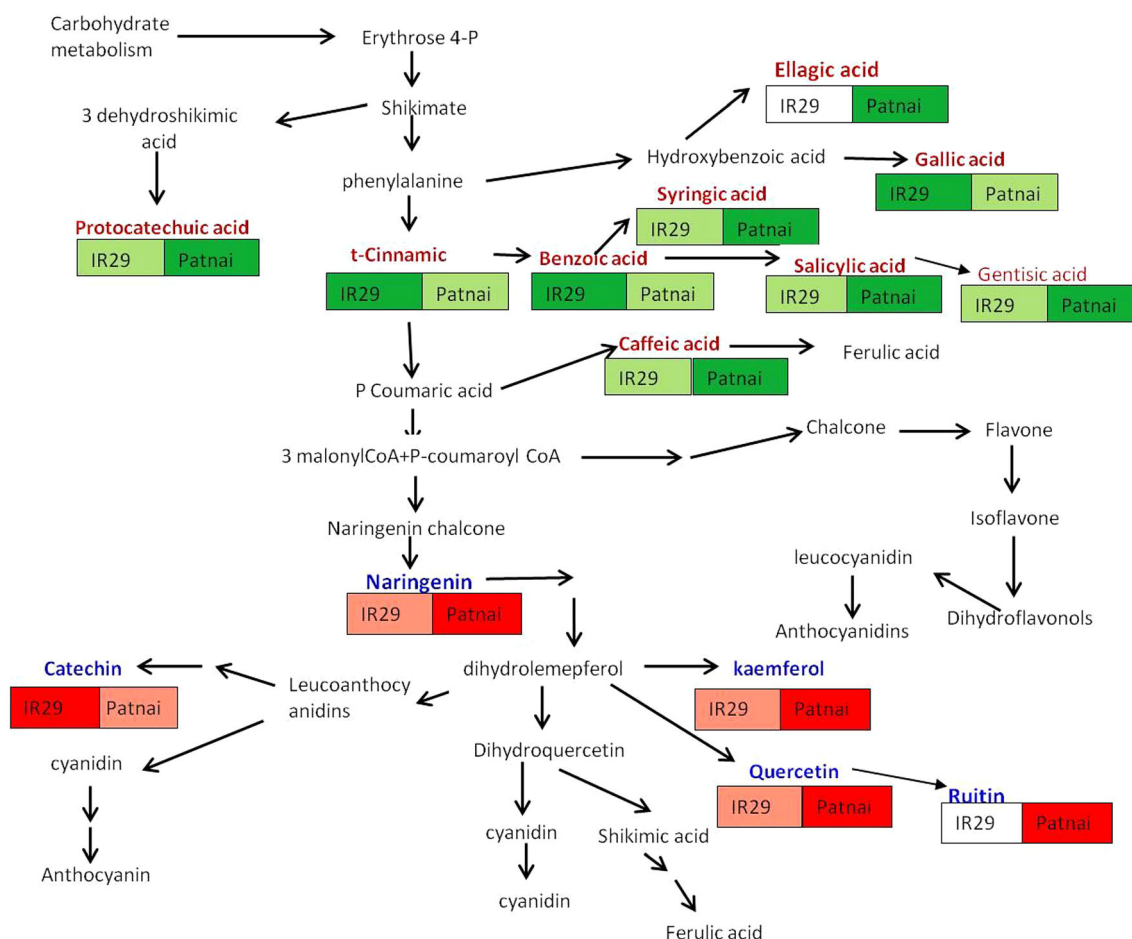 Carbohydrate
metabolism
Erythrose 4-P
Ellagic acid
IR29 Patnai
3 dehydroshikimic
acid
Shikimate
Hydroxybenzoic acid
Gallic acid
IR29 Patnai
phenylalanine
Syringic acid
IR29 Patnai
Protocatechuic acid
IR29 Patnai
t-Cinnamic
IR29 Patnai
Benzoic acid
IR29 Patnai
Salicylic acid
IR29 Patnai
Gentisic acid
IR29 Patnai
Caffeic acid
IR29 Patnai
Ferulic acid
P Coumaric acid
Chalcone
Flavone
3 malonylCoA+P-coumaroyl CoA
Isoflavone
Naringenin chalcone
leucocyanidin
Naringenin
IR29 Patnai
Anthocyanidins
Dihydroflavonols
Catechin
IR29 Patnai
Leucoanthocy
anidins
dihydrolemepferol
kaemferol
IR29 Patnai
cyanidin
Dihydroquercetin
Quercetin
IR29 Patnai
Ruitin
IR29 Patnai
cyanidin
Shikimic acid
Anthocyanin
cyanidin
Ferulic acid